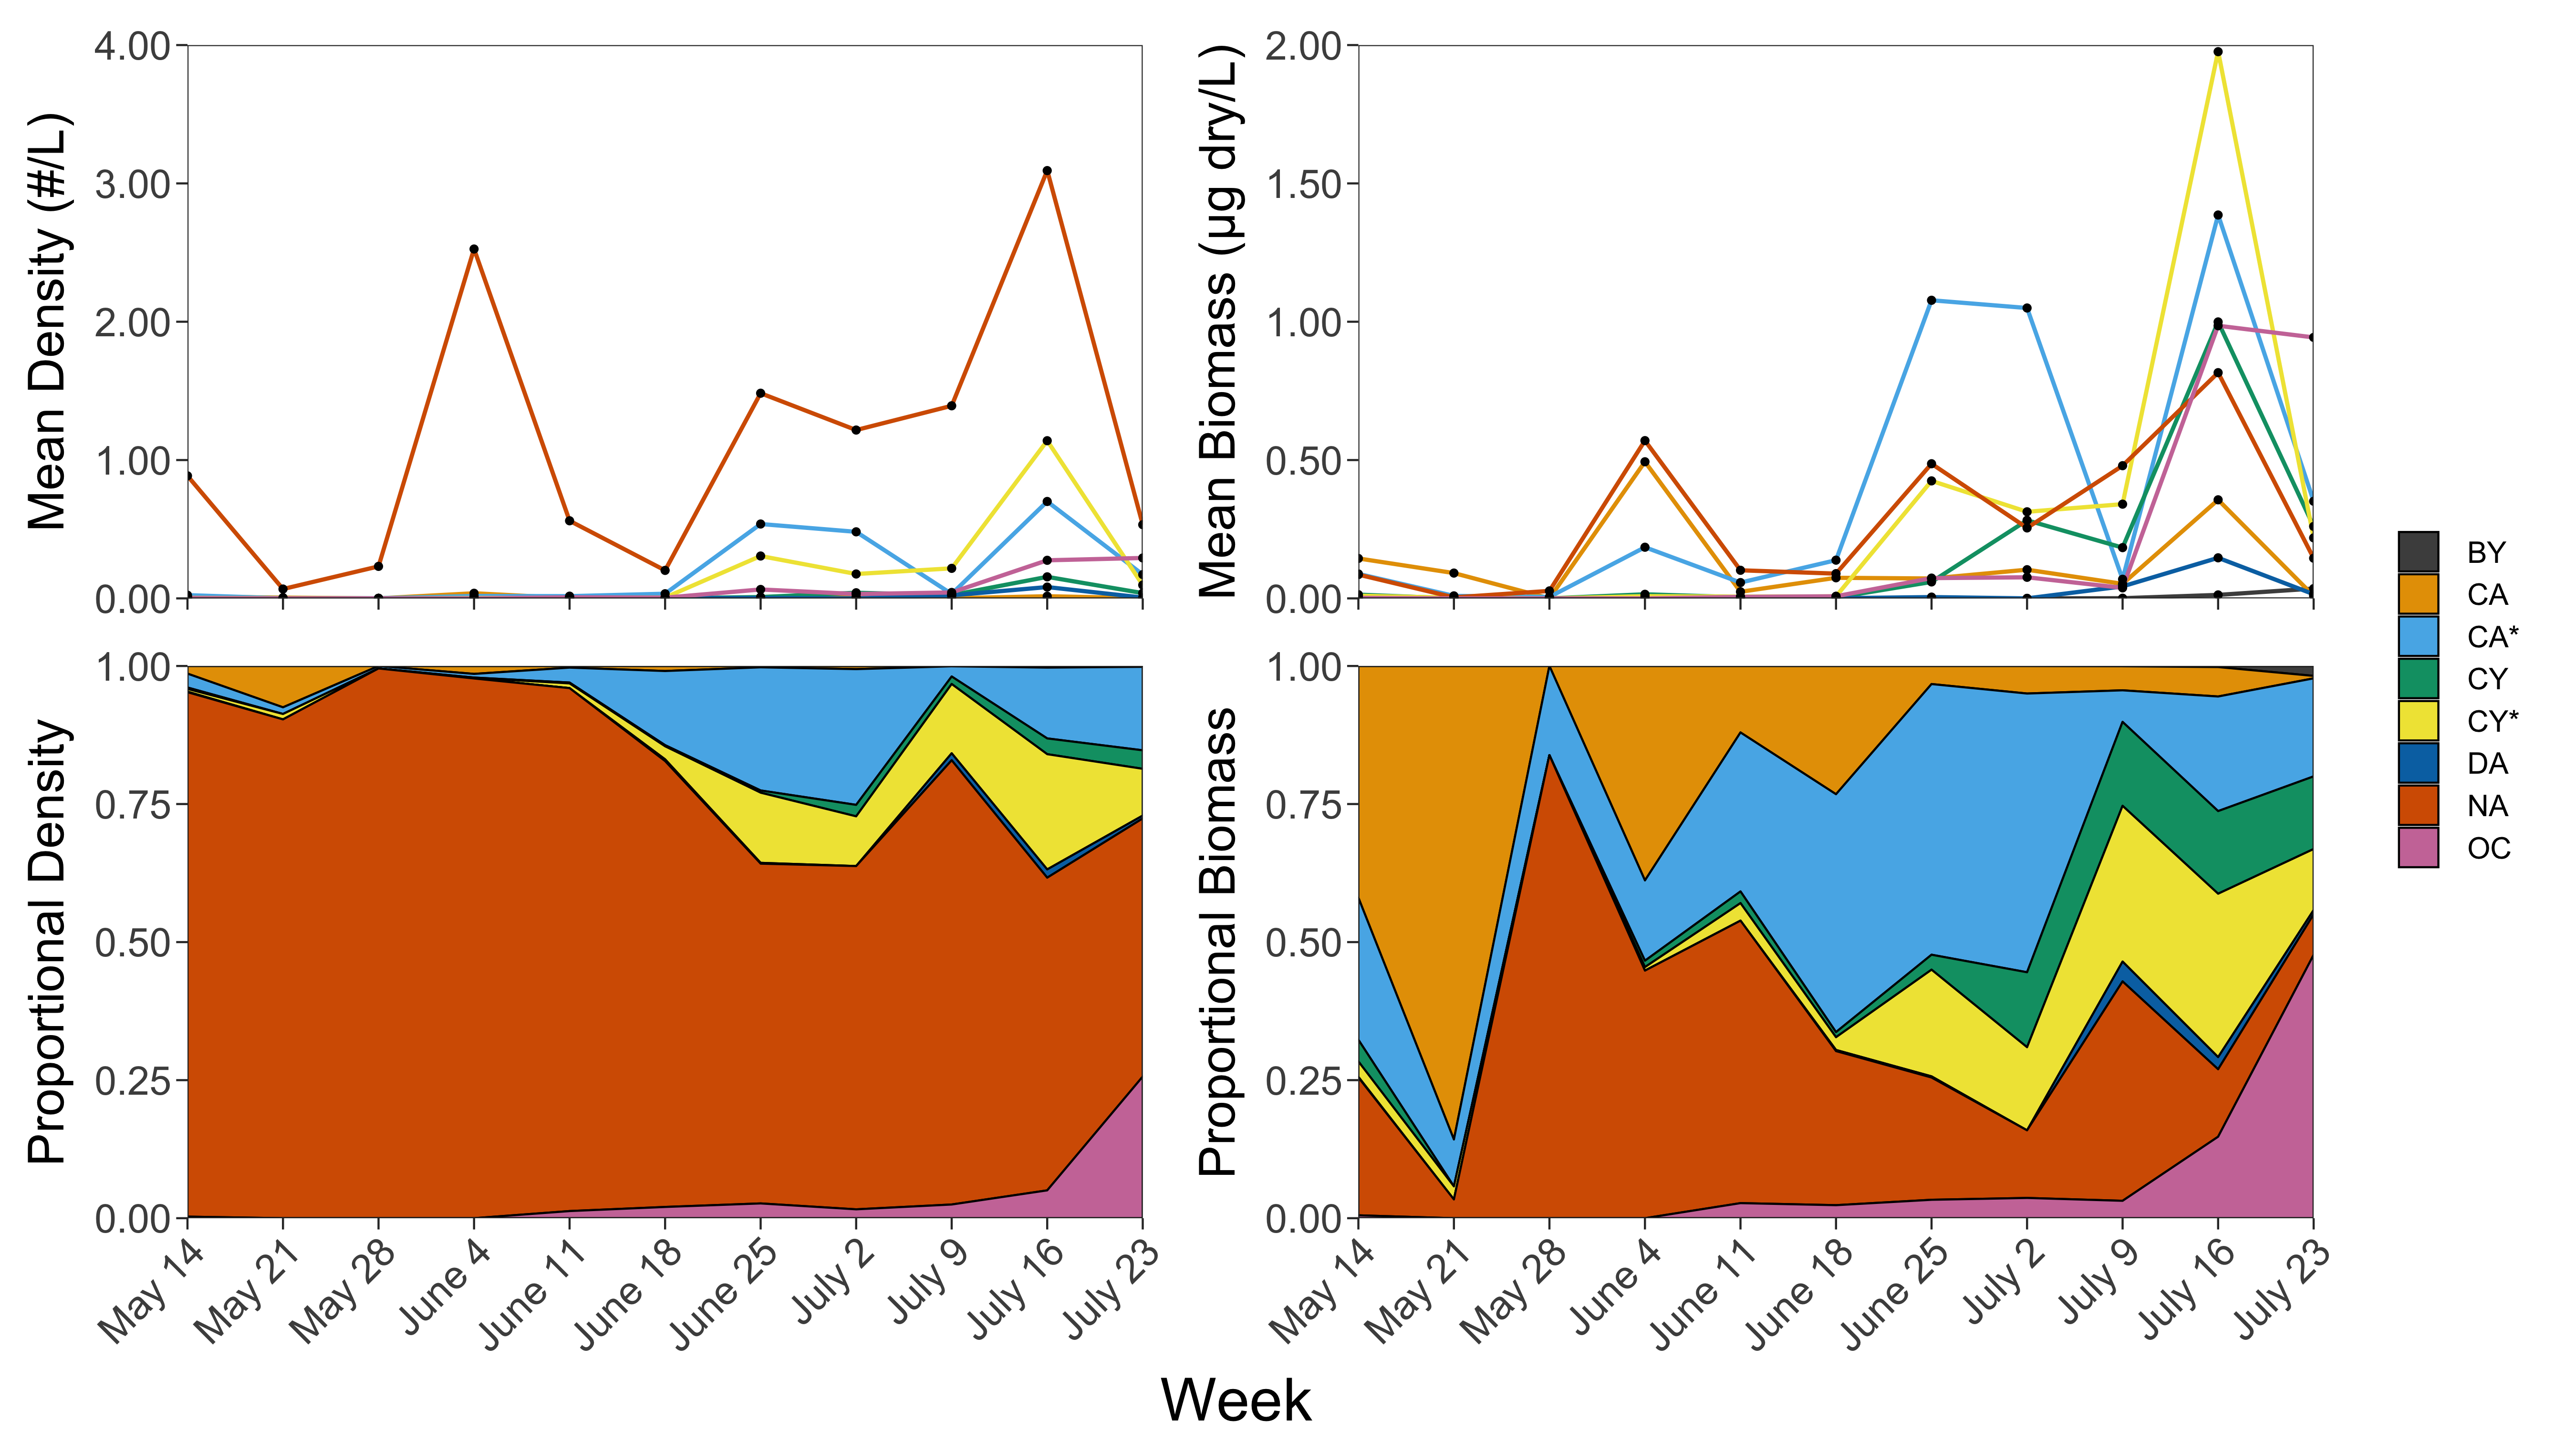 Mean Density (#/L)
4.00
3.00
2.00
1.00
0.00
Mean Biomass (µg dry/L)
2.00
1.50
1.00
0.50
0.00
Proportional Density
1.00
0.75
0.50
0.25
0.00
May 14
May 21
May 28
June 4
June 11
June 18
June 25
July 2
July 9
July 16
July 23
Proportional Biomass
1.00
0.75
0.50
0.25
0.00
May 14
May 21
May 28
June 4
June 11
June 18
June 25
July 2
July 9
July 16
July 23
Week
BY
CA
CA*
CY
CY*
DA
NA
OC